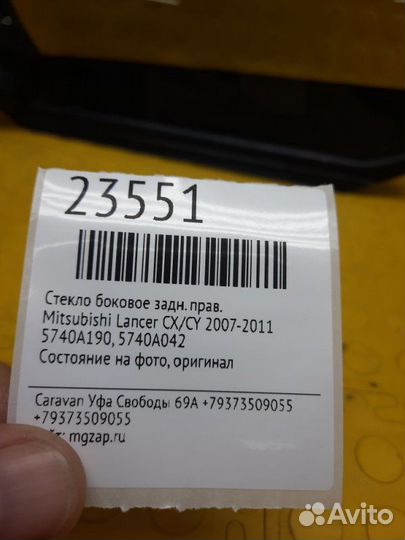 23551
Стекло боковое задн. прав.
Mitsubishi Lancer CX/CY 2007-2011
5740A190, 5740A042
Состояние на фото, оригинал
Caravan Уфа Свободы 69А +79373509055
+79373509055
йт: mgzap.ru
Avito